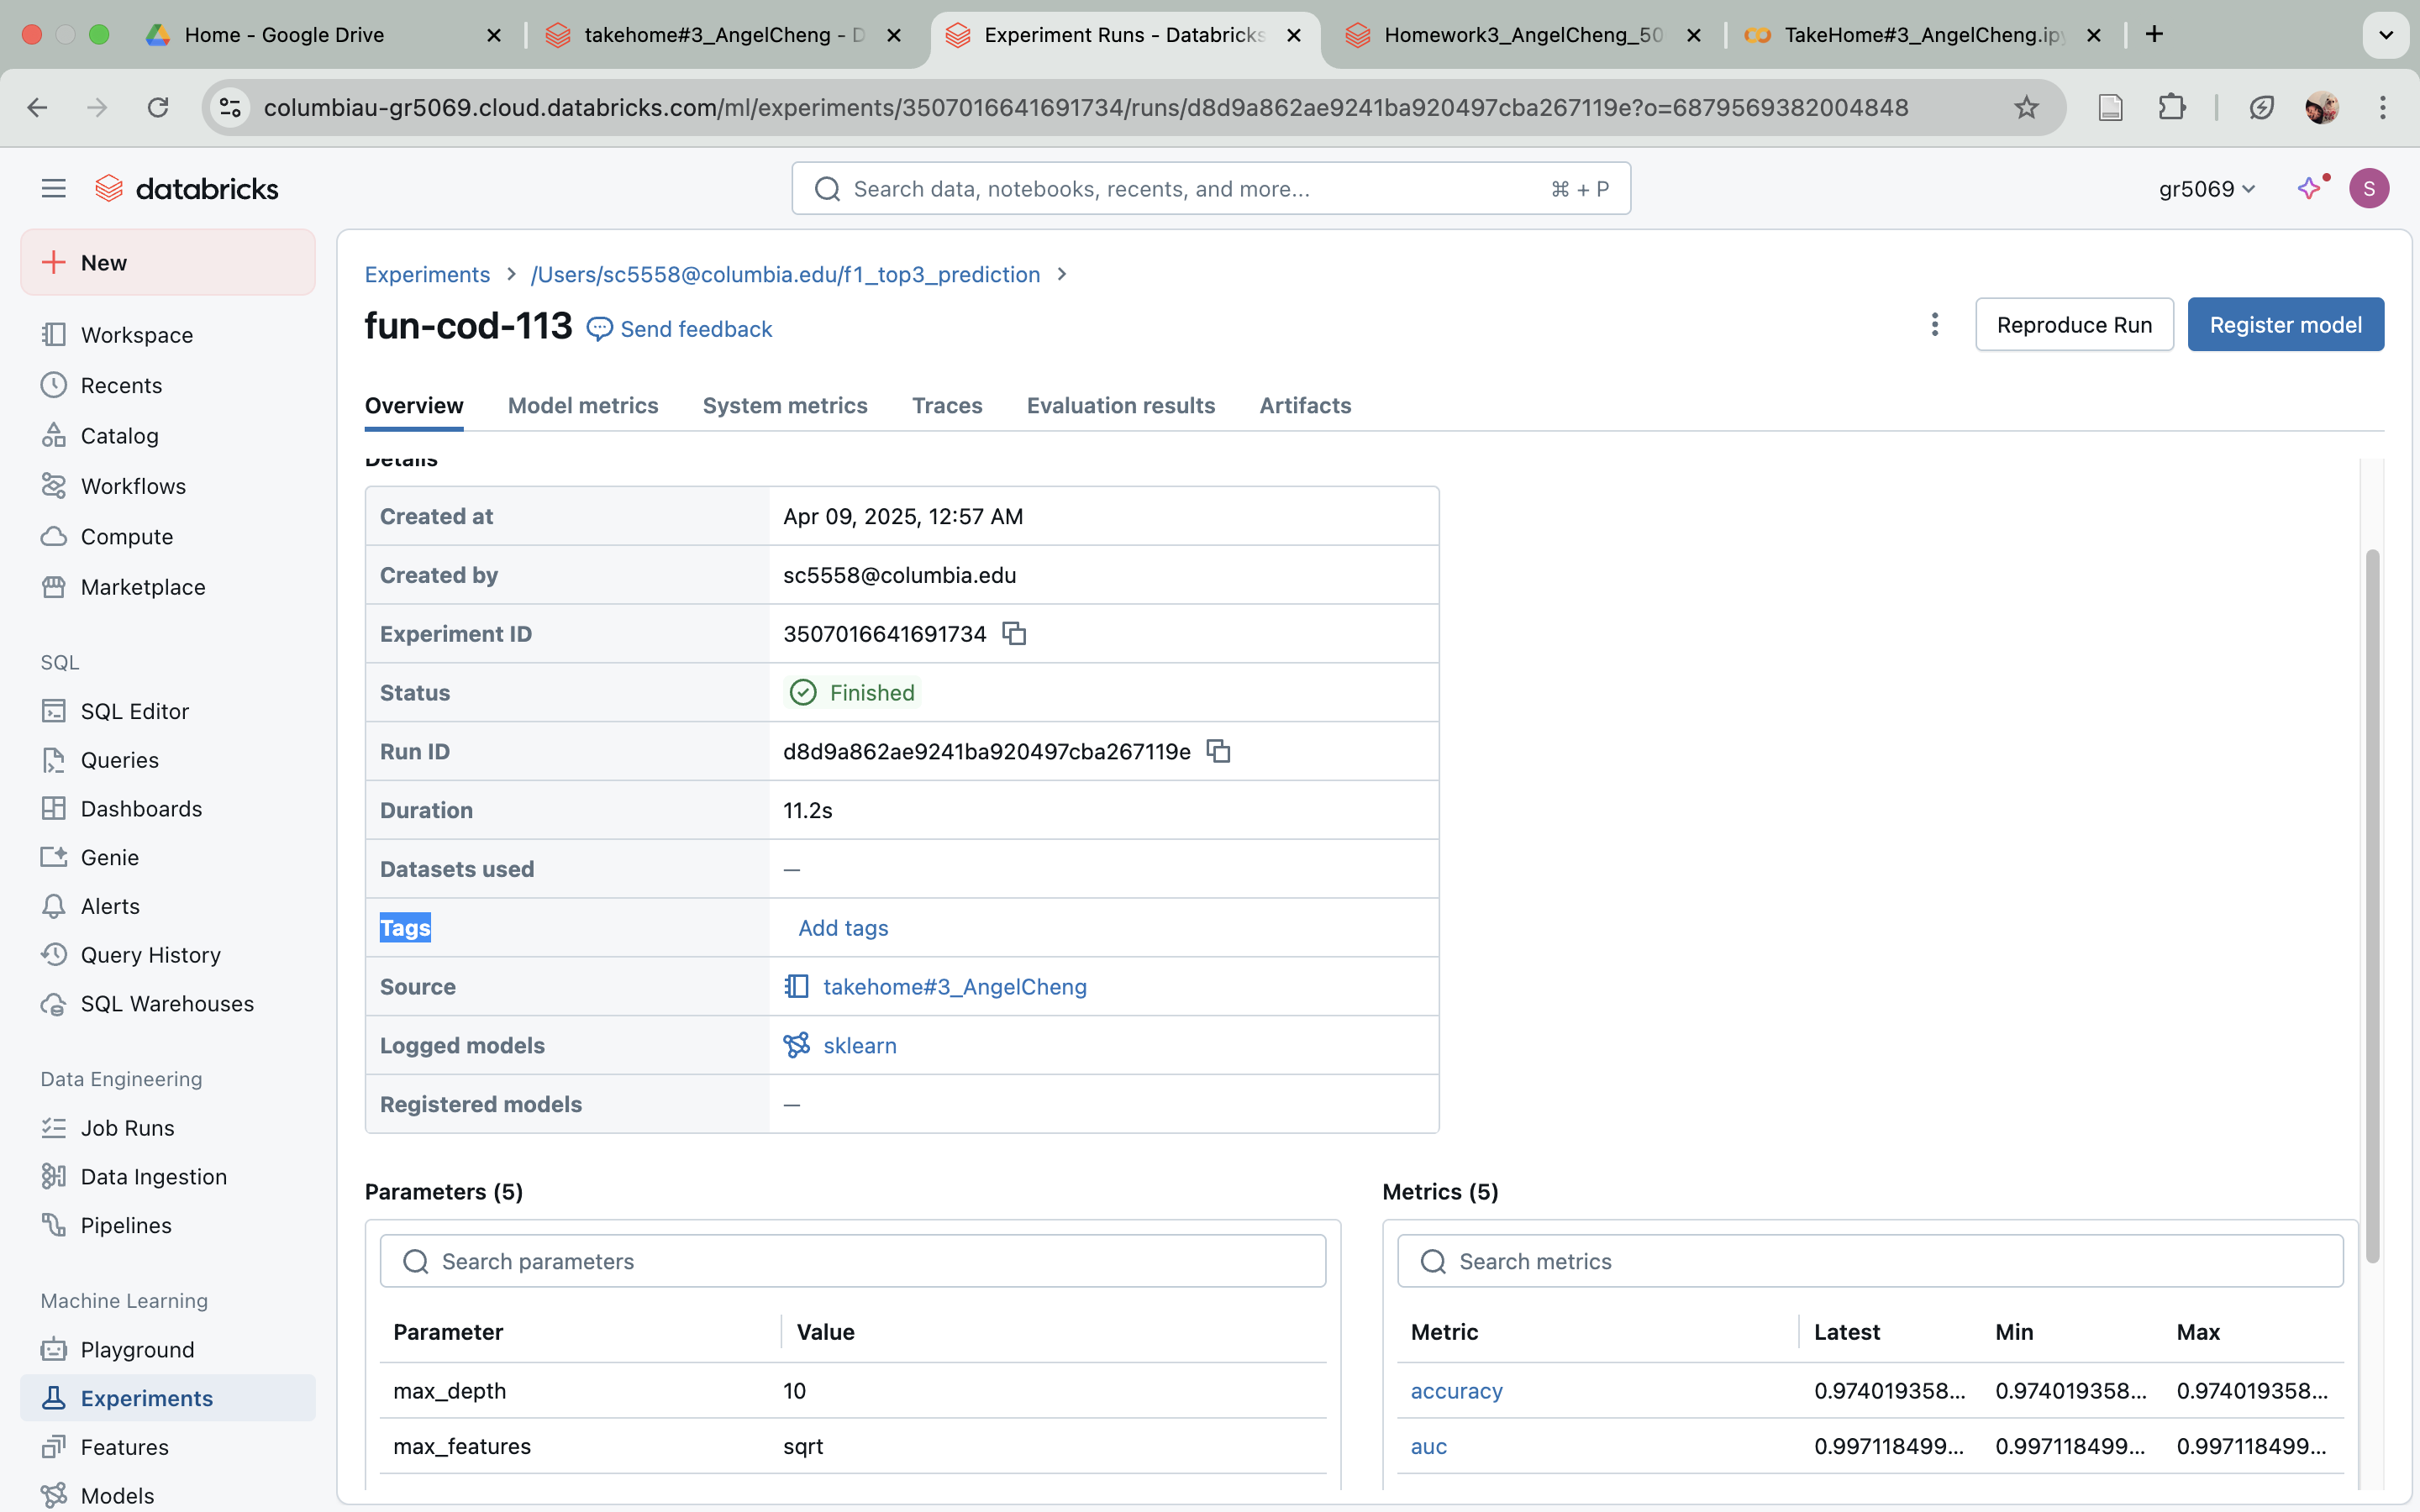 Home - Google Drive
takehome#3_AngelCheng - D
Experiment Runs - Databricks
Homework3_AngelCheng_50
TakeHome#3_AngelCheng.ipy
columbiau-gr5069.cloud.databricks.com/ml/experiments/3507016641691734/runs/d8d9a862ae9241ba920497cba267119e?o=6879569382004848
databricks
Search data, notebooks, recents, and more...
⌘ + P
gr5069
S
New
Workspace
Recents
Catalog
Workflows
Compute
Marketplace
SQL
SQL Editor
Queries
Dashboards
Genie
Alerts
Query History
SQL Warehouses
Data Engineering
Job Runs
Data Ingestion
Pipelines
Machine Learning
Playground
Experiments
Features
Models
Experiments > /Users/sc5558@columbia.edu/f1_top3_prediction >
fun-cod-113 Send feedback
Reproduce Run
Register model
Overview Model metrics System metrics Traces Evaluation results Artifacts
Details
Created at Apr 09, 2025, 12:57 AM
Created by sc5558@columbia.edu
Experiment ID 3507016641691734
Status Finished
Run ID d8d9a862ae9241ba920497cba267119e
Duration 11.2s
Datasets used —
Tags Add tags
Source takehome#3_AngelCheng
Logged models sklearn
Registered models —
Parameters (5)
Search parameters
Parameter Value
max_depth 10
max_features sqrt
Metrics (5)
Search metrics
Metric Latest Min Max
accuracy 0.974019358... 0.974019358... 0.974019358...
auc 0.997118499... 0.997118499... 0.997118499...